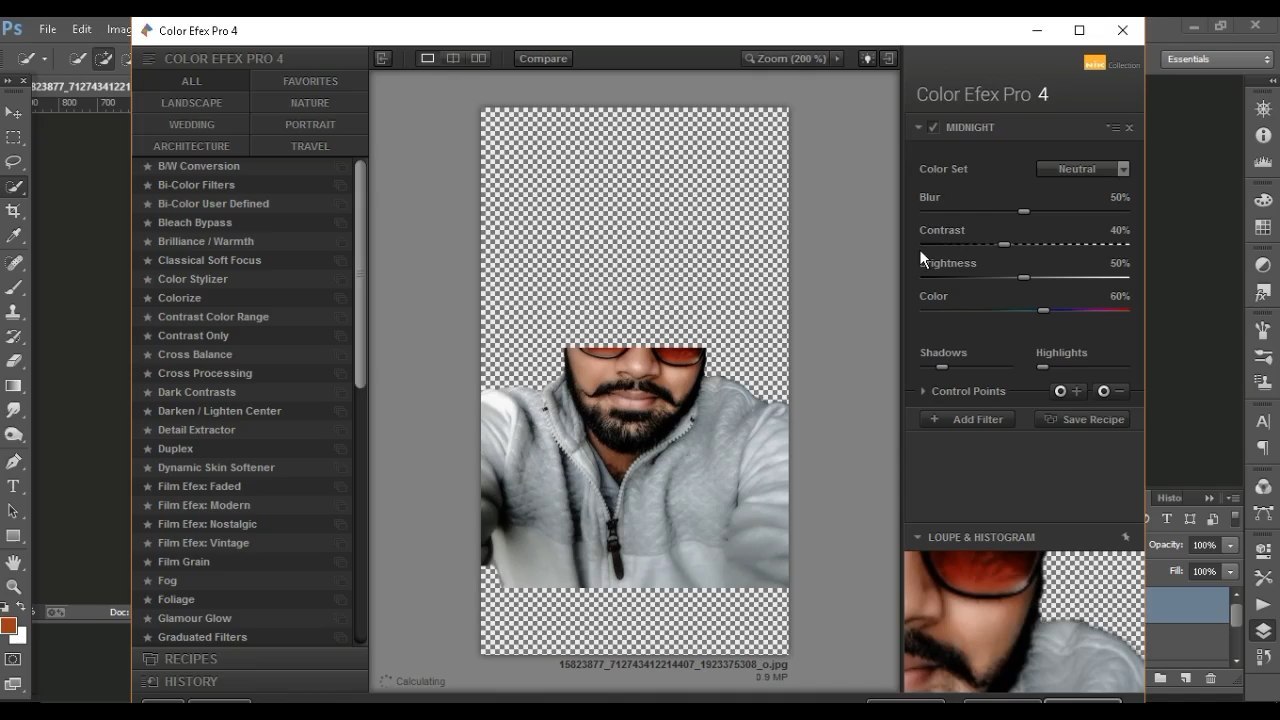 Color Efex Pro 4
Ps File Edit
Essentials
COLOR EFEX PRO 4
Compare
Zoom (200 %)
nik Collection
ALL FAVORITES
LANDSCAPE NATURE
WEDDING PORTRAIT
ARCHITECTURE TRAVEL
800 700
Color Efex Pro 4
MIDNIGHT
Color Set Neutral
Blur 50%
Contrast 40%
Brightness 50%
Color 60%
Shadows Highlights
Control Points
Add Filter Save Recipe
LOUPE & HISTOGRAM
B/W Conversion
Bi-Color Filters
Bi-Color User Defined
Bleach Bypass
Brilliance / Warmth
Classical Soft Focus
Color Stylizer
Colorize
Contrast Color Range
Contrast Only
Cross Balance
Cross Processing
Dark Contrasts
Darken / Lighten Center
Detail Extractor
Duplex
Dynamic Skin Softener
Film Efex: Faded
Film Efex: Modern
Film Efex: Nostalgic
Film Efex: Vintage
Film Grain
Fog
Foliage
Glamour Glow
Graduated Filters
RECIPES
HISTORY
15823877_712743412214407_1923375308_o.jpg
0.9 MP
Calculating
Doc:
Histo
Opacity: 100%
Fill: 100%